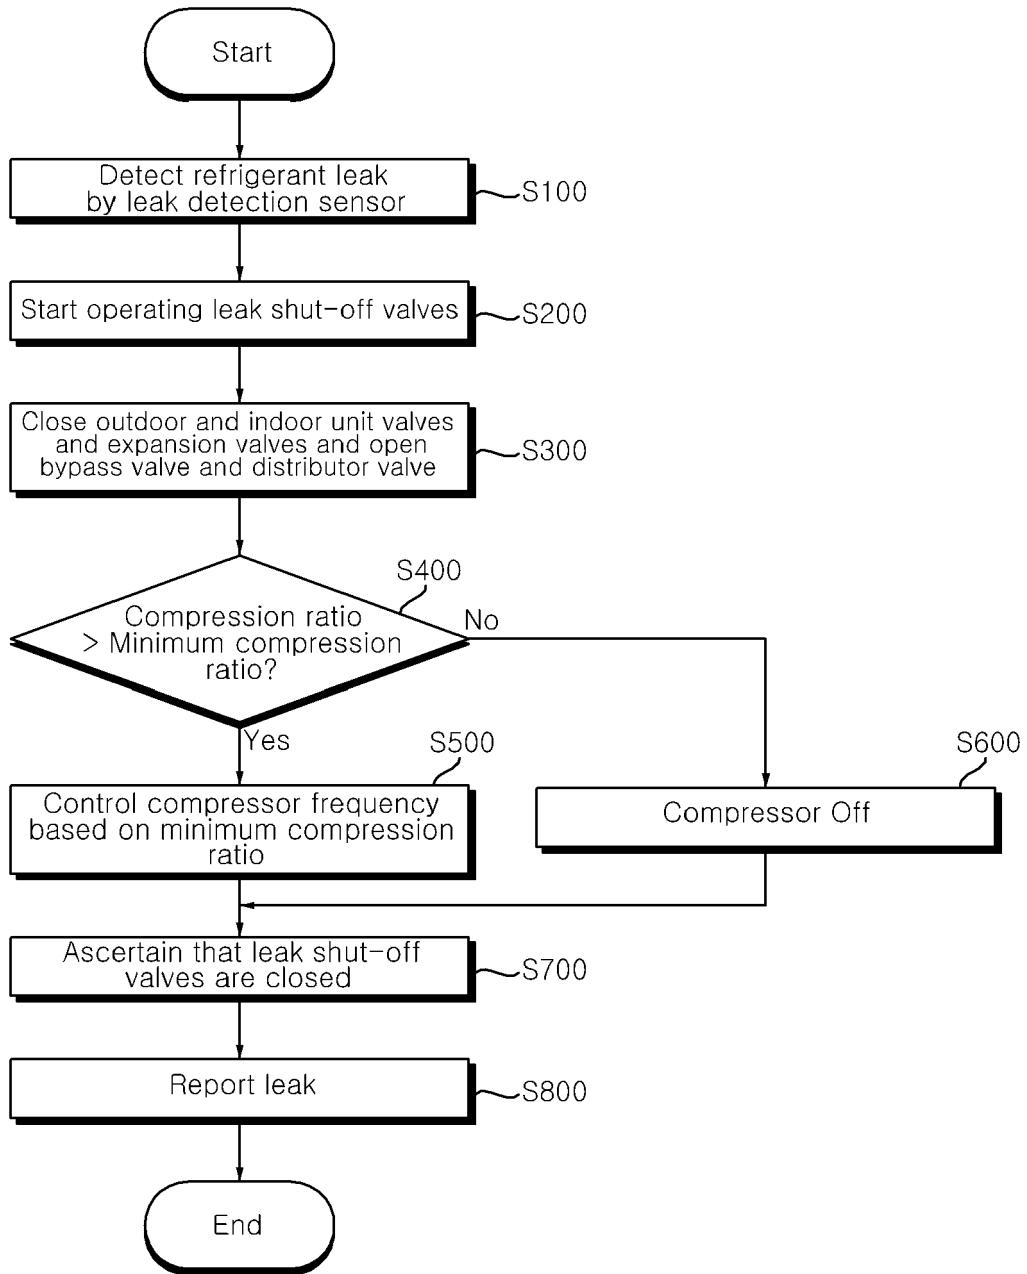 Start
Detect refrigerant leak
by leak detection sensor
S100
Start operating leak shut-off valves
S200
Close outdoor and indoor unit valves
and expansion valves and open
bypass valve and distributor valve
S300
S400
Compression ratio
> Minimum compression
ratio?
No
Yes
S500
Control compressor frequency
based on minimum compression
ratio
S600
Compressor Off
Ascertain that leak shut-off
valves are closed
S700
Report leak
S800
End